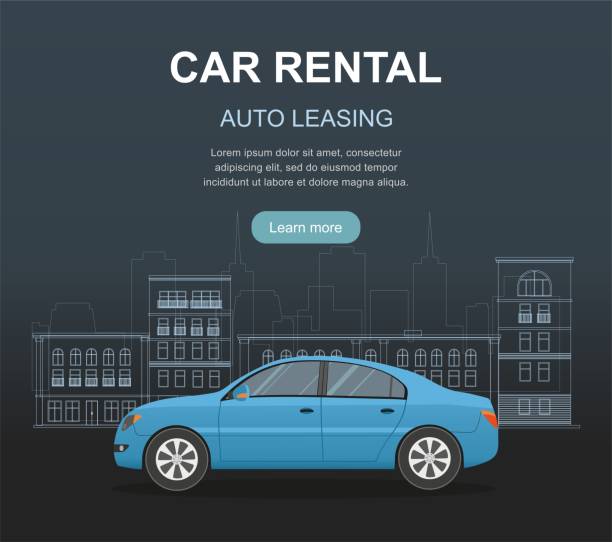 CAR RENTAL
AUTO LEASING
Lorem ipsum dolor sit amet, consectetur
adipiscing elit, sed do eiusmod tempor
incididunt ut labore et dolore magna aliqua.
Learn more